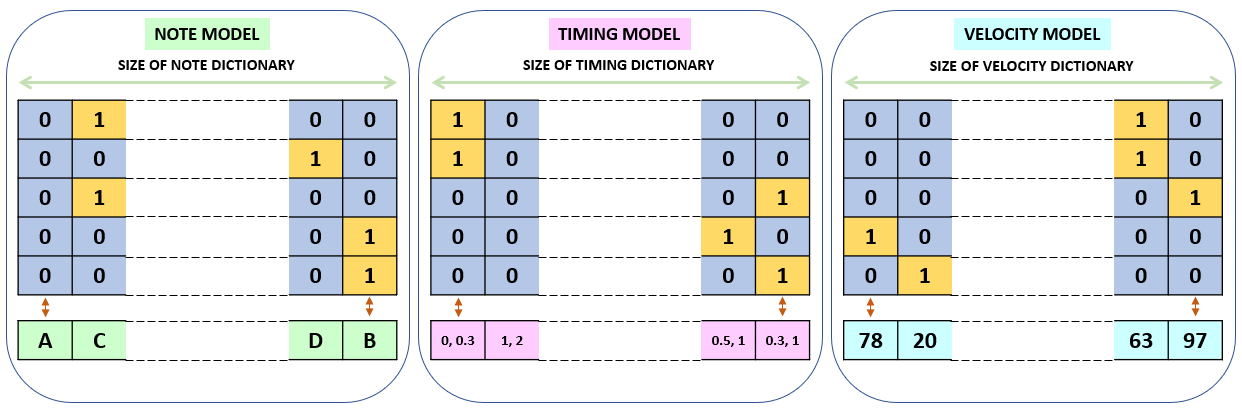 NOTE MODEL
SIZE OF NOTE DICTIONARY
0 1 0 0
0 0 1 0
0 1 0 0
0 0 0 1
0 0 0 1
A C D B
TIMING MODEL
SIZE OF TIMING DICTIONARY
1 0 0 0
1 0 0 0
0 0 0 1
0 0 1 0
0 0 0 1
0, 0.3 1, 2 0.5, 1 0.3, 1
VELOCITY MODEL
SIZE OF VELOCITY DICTIONARY
0 0 1 0
0 0 1 0
0 0 0 1
1 0 0 0
0 1 0 0
78 20 63 97